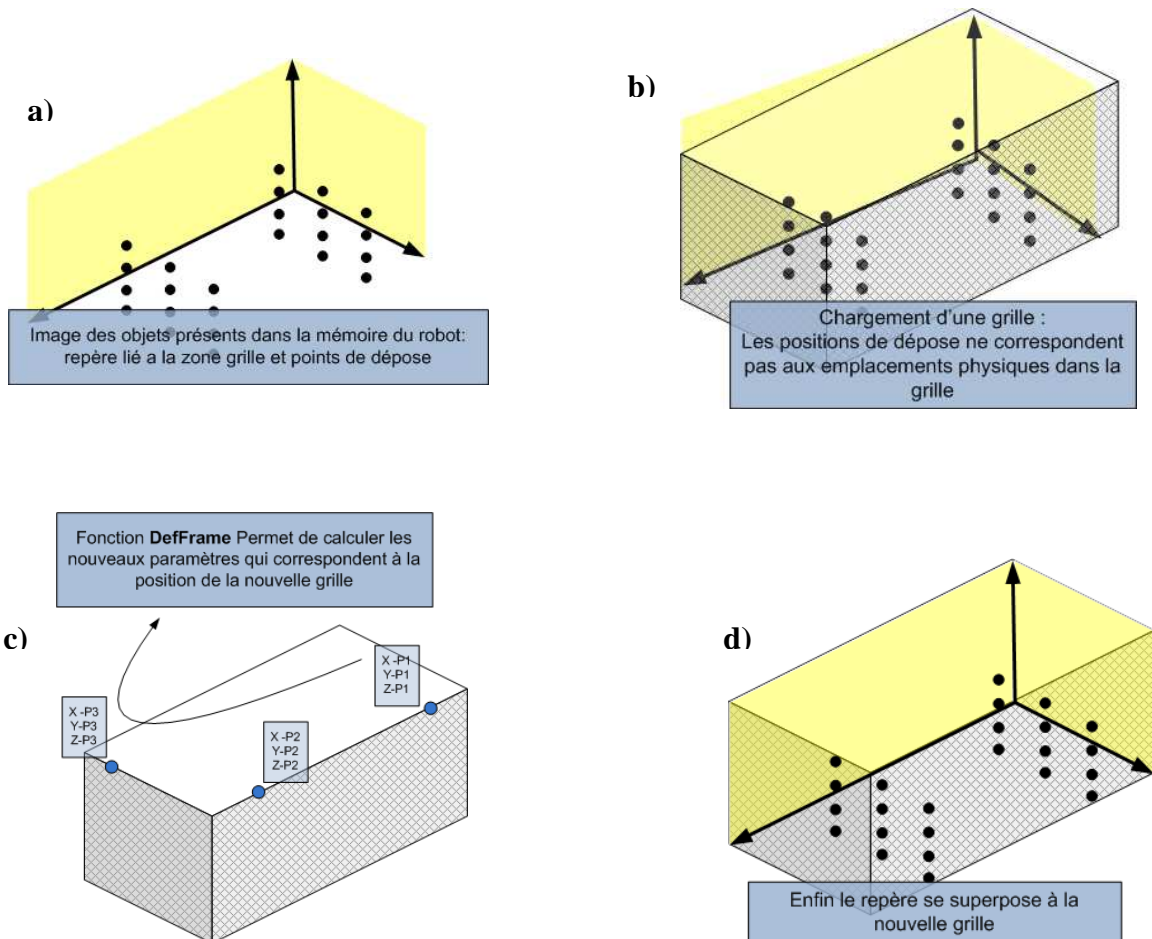 a)
Image des objets présents dans la mémoire du robot:
repère lié a la zone grille et points de dépose
b)
Chargement d'une grille :
Les positions de dépose ne correspondent
pas aux emplacements physiques dans la
grille
Fonction DefFrame Permet de calculer les
nouveaux paramètres qui correspondent à la
position de la nouvelle grille
c)
X -P3
Y-P3
Z-P3
X -P2
Y-P2
Z-P2
X -P1
Y-P1
Z-P1
d)
Enfin le repère se superpose à la
nouvelle grille